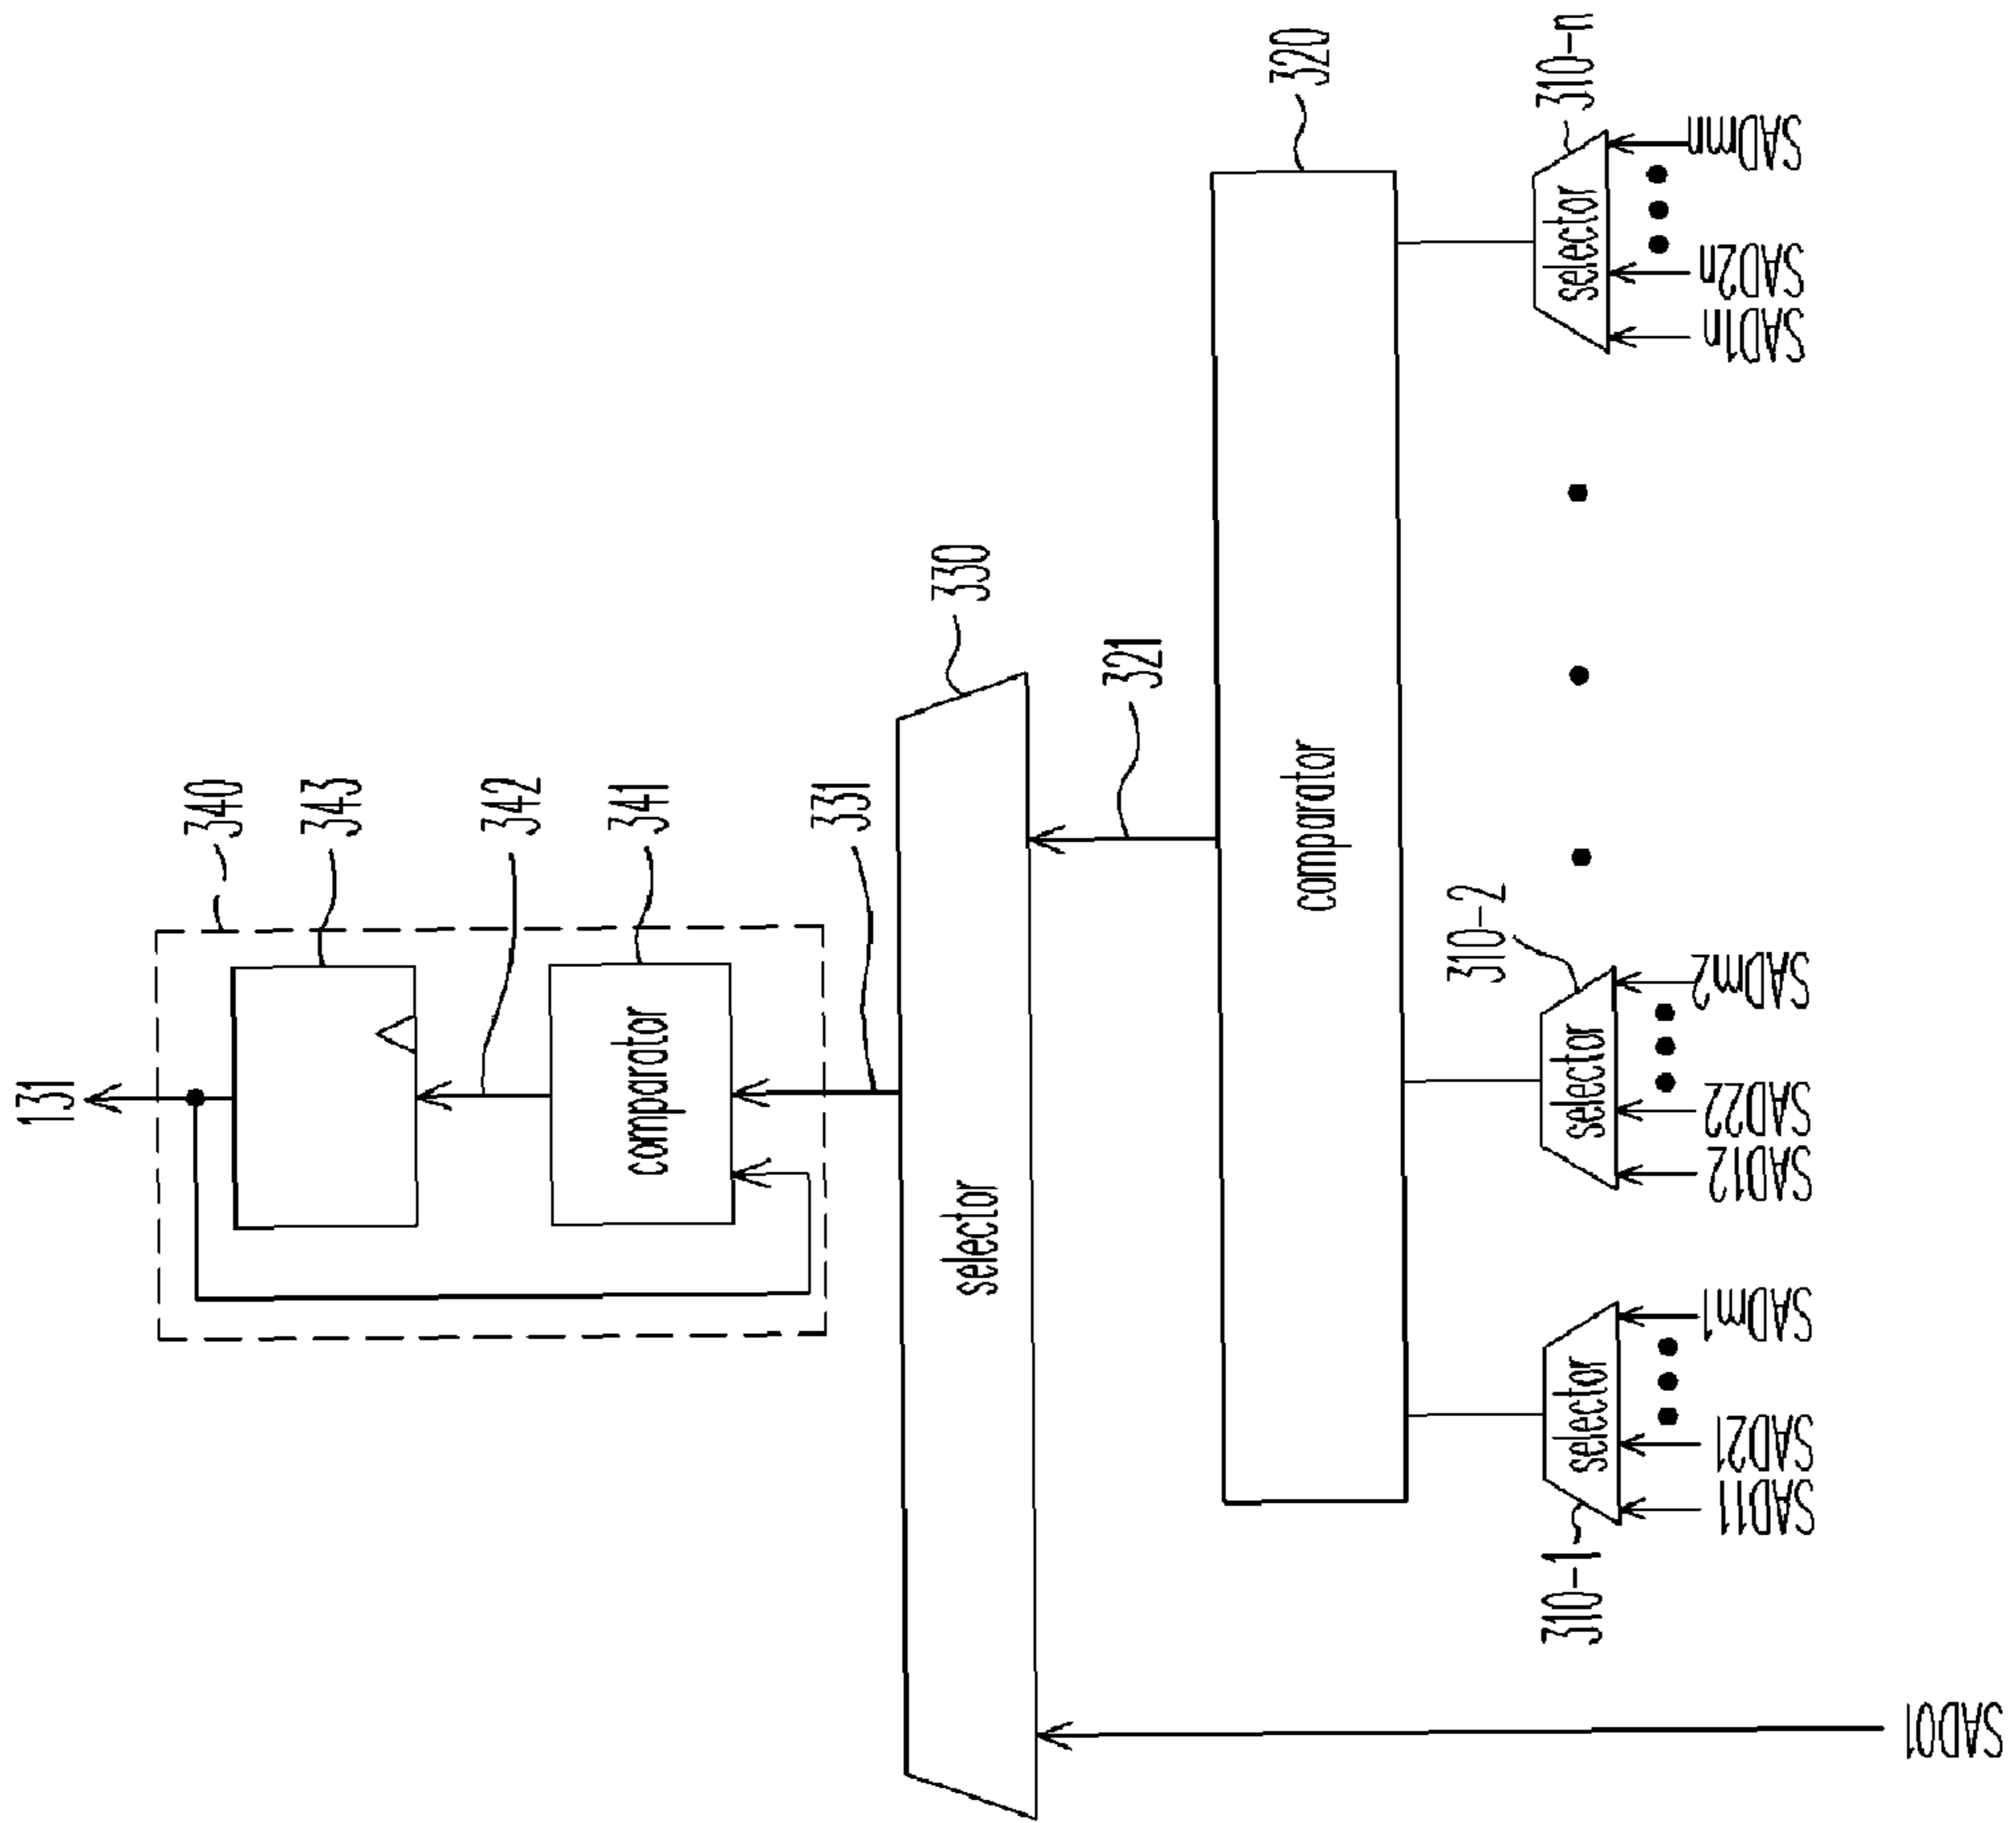 131
340
343
342
341
331
330
321
320
selector
comparator
comparator
selector
selector
selector
310-1
310-2
310-n
SAD01
SAD11
SAD21
SADm1
SAD12
SAD22
SADm2
SAD1n
SAD2n
SADmn
selector